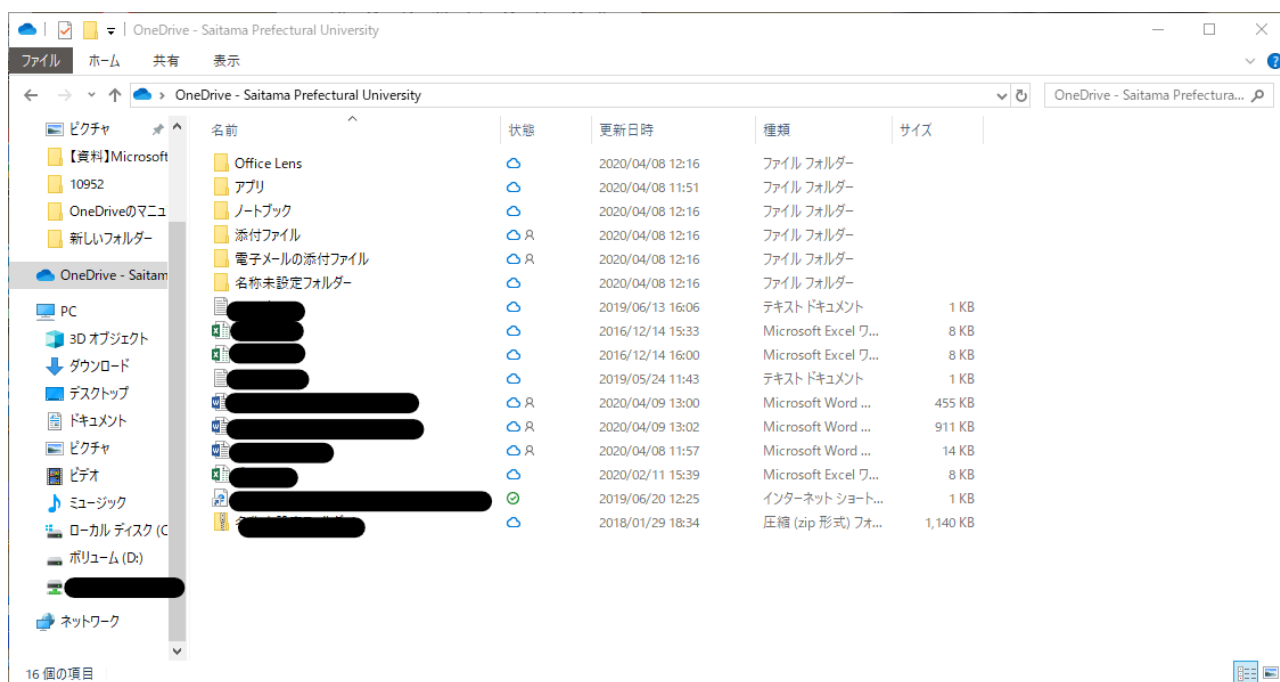 OneDrive - Saitama Prefectural University
ファイル ホーム 共有 表示
OneDrive - Saitama Prefectural University
OneDrive - Saitama Prefectura...
ピクチャ
【資料】Microsoft
10952
OneDriveのマニュ
新しいフォルダー
OneDrive - Saitam
PC
3D オブジェクト
ダウンロード
デスクトップ
ドキュメント
ピクチャ
ビデオ
ミュージック
ローカル ディスク (C
ボリューム (D:)
ネットワーク
名前 状態 更新日時 種類 サイズ
Office Lens 2020/04/08 12:16 ファイル フォルダー
アプリ 2020/04/08 11:51 ファイル フォルダー
ノートブック 2020/04/08 12:16 ファイル フォルダー
添付ファイル 2020/04/08 12:16 ファイル フォルダー
電子メールの添付ファイル 2020/04/08 12:16 ファイル フォルダー
名称未設定フォルダー 2020/04/08 12:16 ファイル フォルダー
2019/06/13 16:06 テキスト ドキュメント 1 KB
2016/12/14 15:33 Microsoft Excel ワ... 8 KB
2016/12/14 16:00 Microsoft Excel ワ... 8 KB
2019/05/24 11:43 テキスト ドキュメント 1 KB
2020/04/09 13:00 Microsoft Word ... 455 KB
2020/04/09 13:02 Microsoft Word ... 911 KB
2020/04/08 11:57 Microsoft Word ... 14 KB
2020/02/11 15:39 Microsoft Excel ワ... 8 KB
2019/06/20 12:25 インターネット ショート... 1 KB
2018/01/29 18:34 圧縮 (zip 形式) フォ... 1,140 KB
16 個の項目